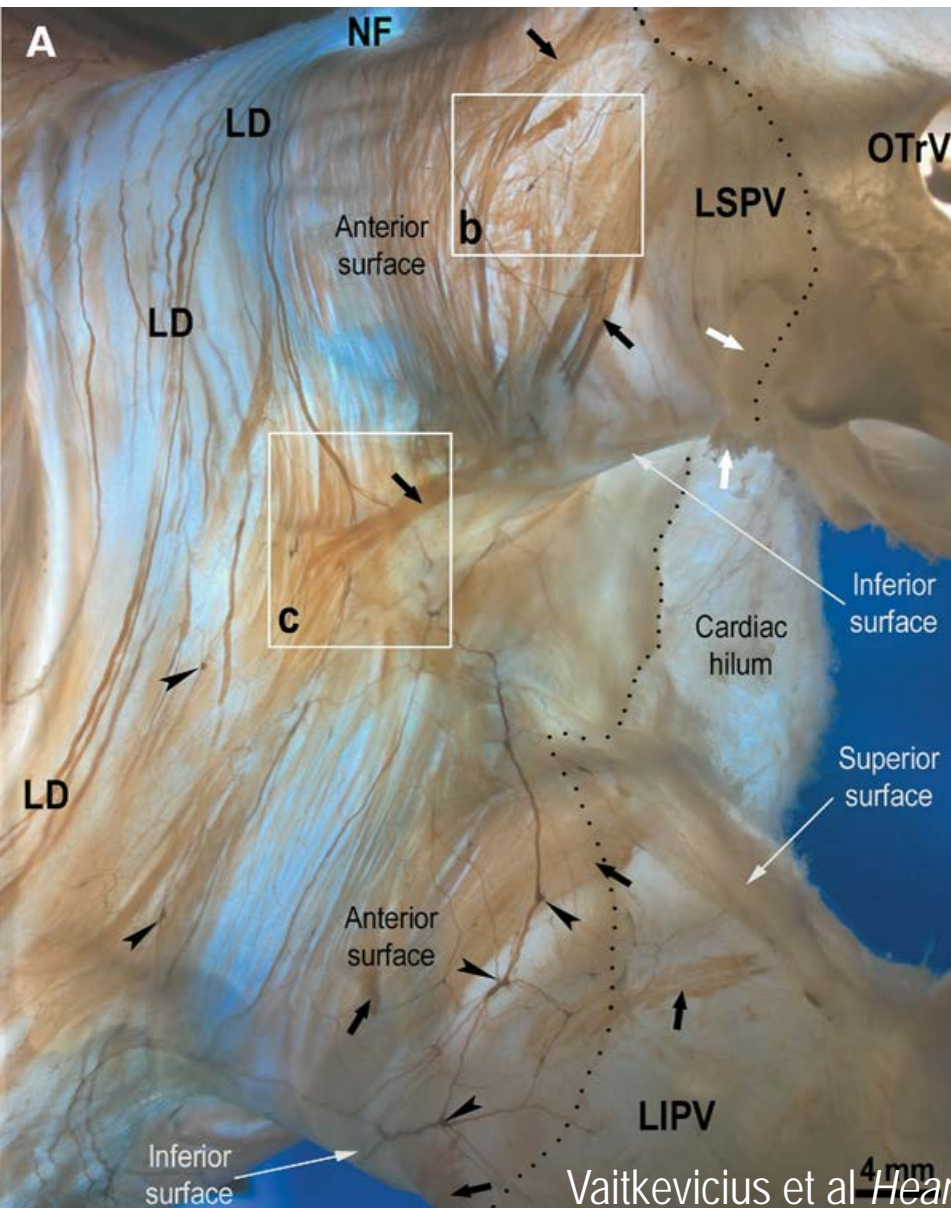 A
NF
LD
OTrV
LSPV
Anterior
surface
b
LD
Inferior
surface
c
Cardiac
hilum
Superior
surface
LD
Anterior
surface
LIPV
Inferior
surface
4 mm
Vaitkevicius et al Hear